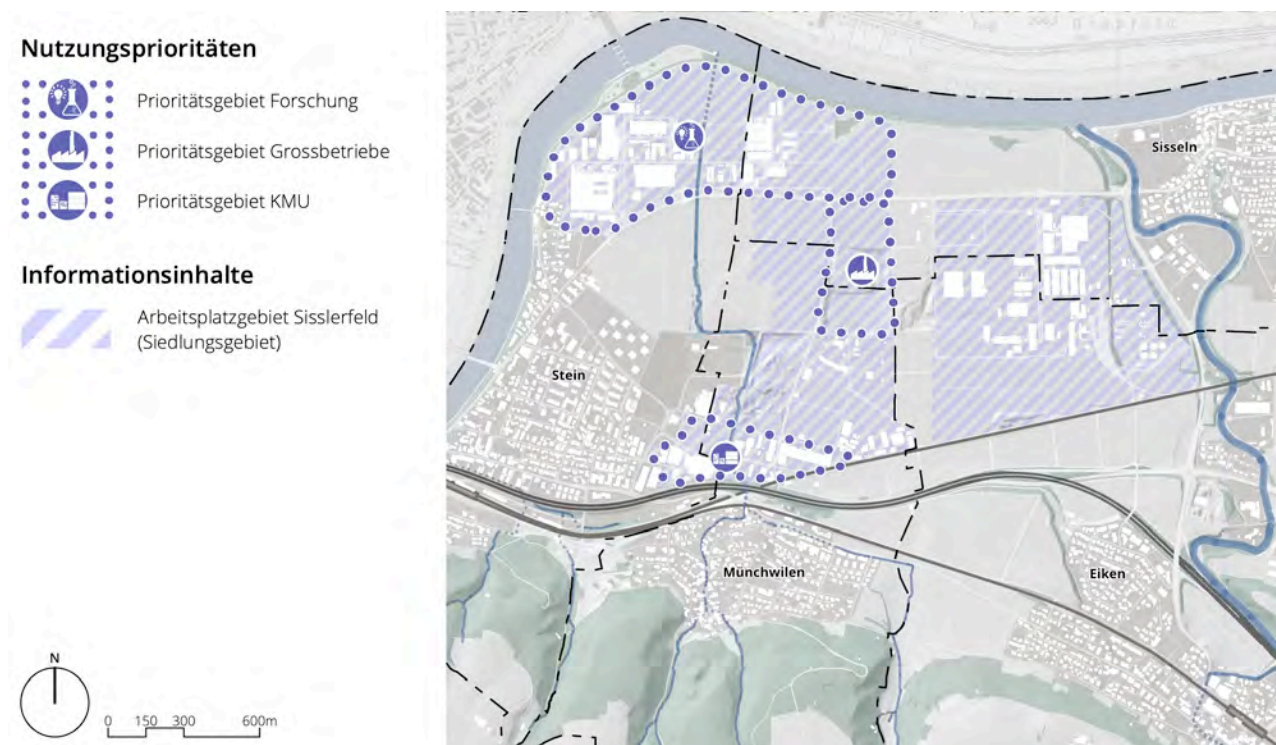 Nutzungsprioritäten
Prioritätsgebiet Forschung
Prioritätsgebiet Grossbetriebe
Prioritätsgebiet KMU
Informationsinhalte
Arbeitsplatzgebiet Sisslerfeld
(Siedlungsgebiet)
Sisseln
Stein
Münchwilen
Eiken
N
0 150 300 600m